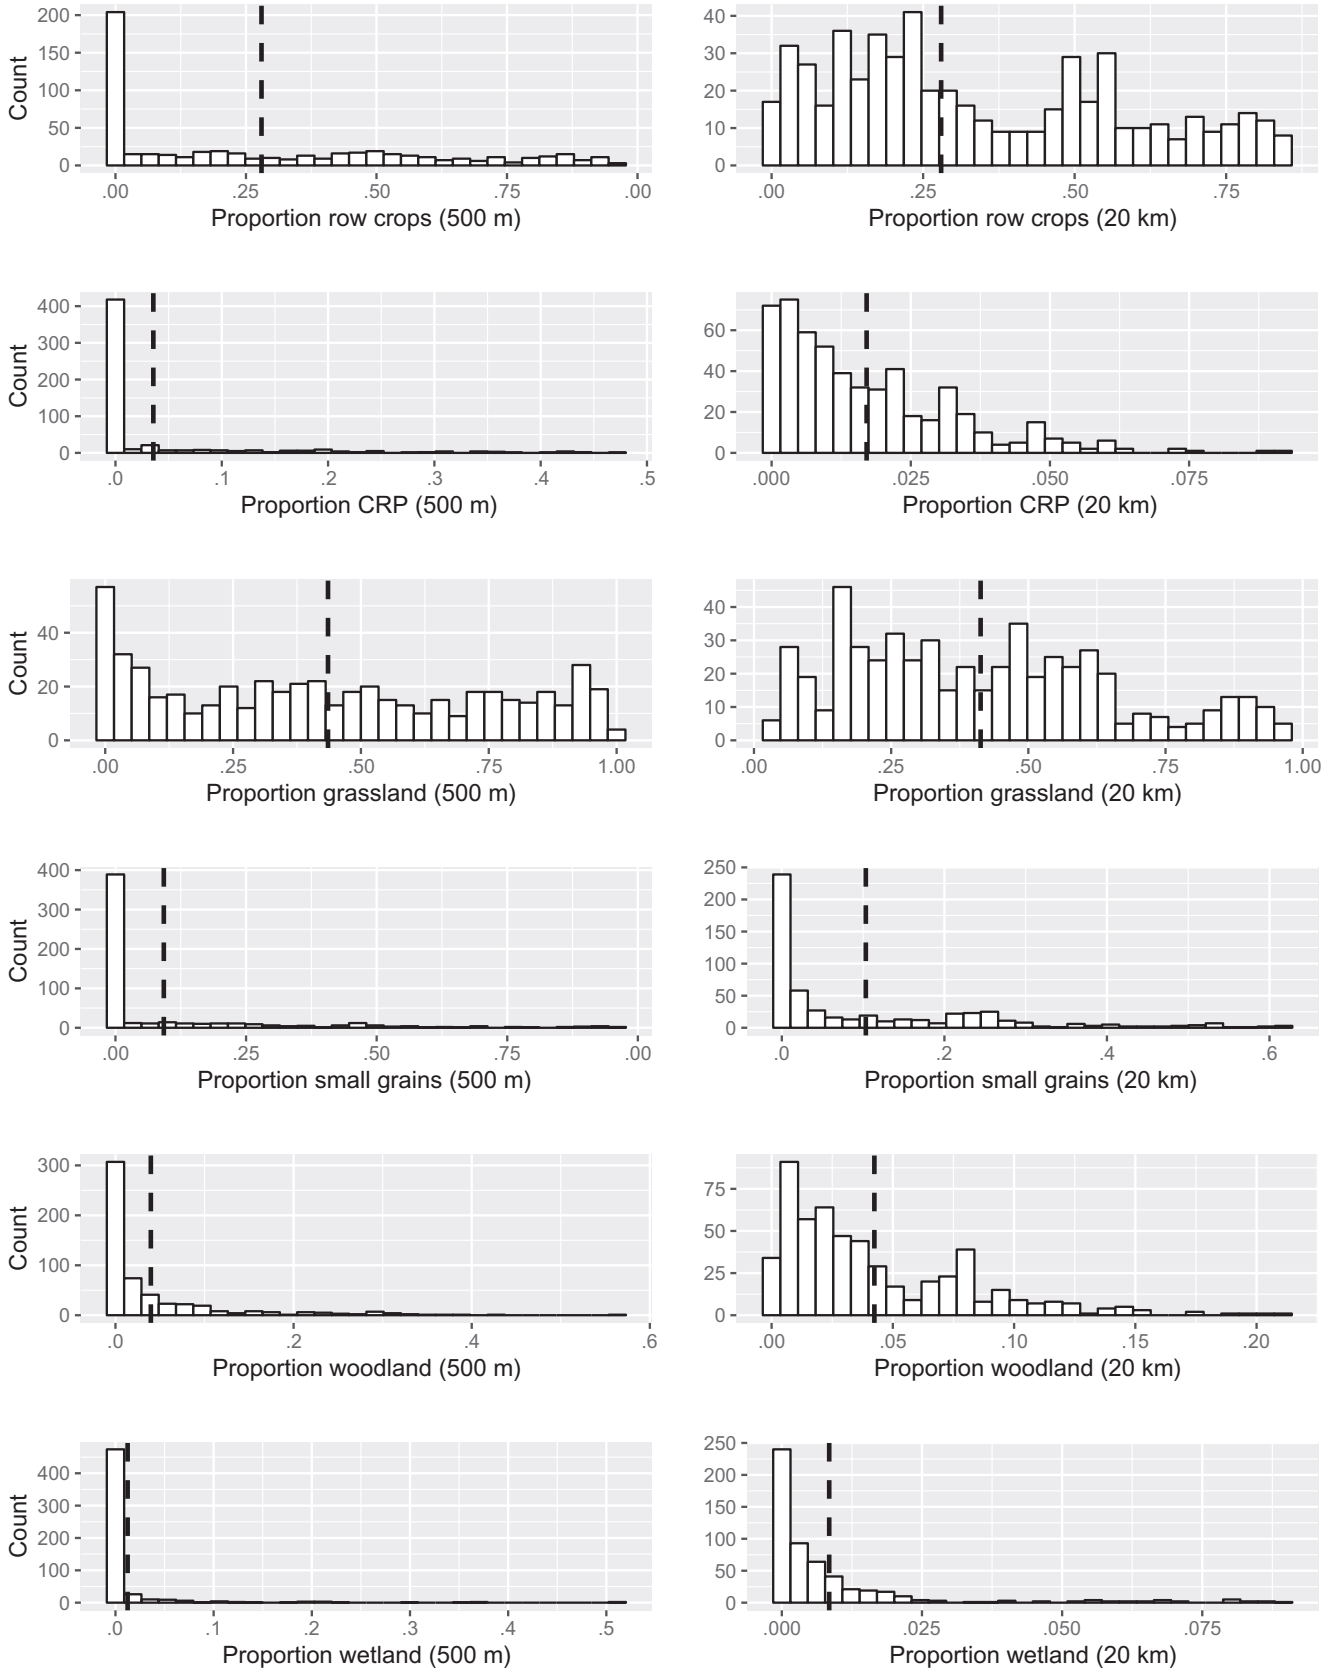 200
150
100
50
0
Count
.00 .25 .50 .75 .00
Proportion row crops (500 m)
40
30
20
10
0
.00 .25 .50 .75
Proportion row crops (20 km)
400
300
200
100
0
Count
.0 .1 .2 .3 .4 .5
Proportion CRP (500 m)
60
40
20
0
.000 .025 .050 .075
Proportion CRP (20 km)
40
20
0
Count
.00 .25 .50 .75 1.00
Proportion grassland (500 m)
40
30
20
10
0
.00 .25 .50 .75 1.00
Proportion grassland (20 km)
400
300
200
100
0
Count
.00 .25 .50 .75 .00
Proportion small grains (500 m)
250
200
150
100
50
0
.0 .2 .4 .6
Proportion small grains (20 km)
300
200
100
0
Count
.0 .2 .4 .6
Proportion woodland (500 m)
75
50
25
0
.00 .05 .10 .15 .20
Proportion woodland (20 km)
400
300
200
100
0
Count
.0 .1 .2 .3 .4 .5
Proportion wetland (500 m)
250
200
150
100
50
0
.000 .025 .050 .075
Proportion wetland (20 km)